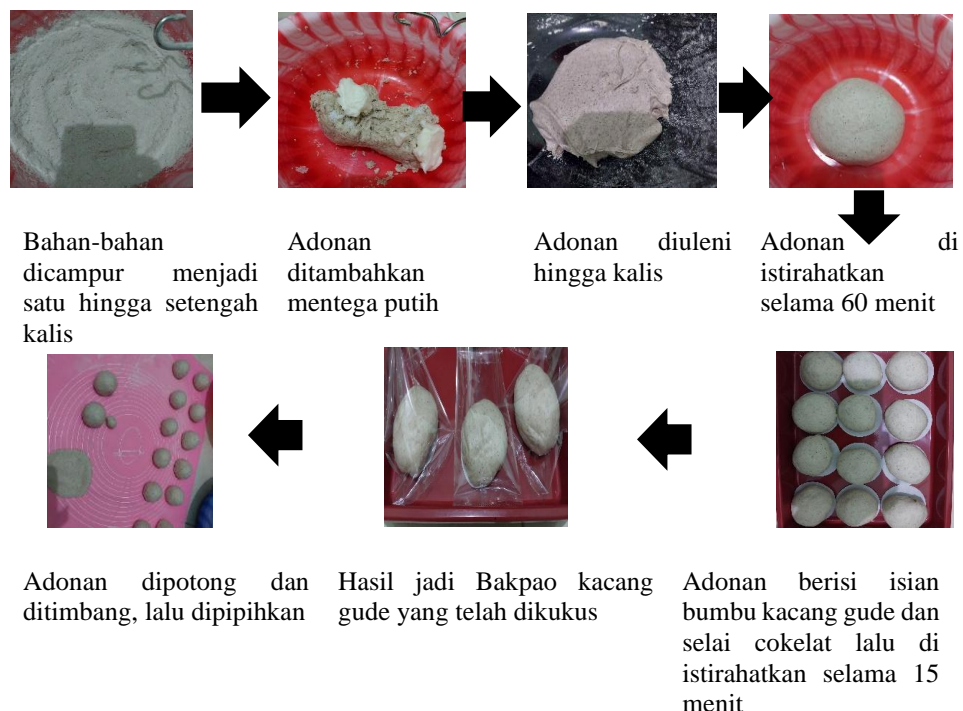 Bahan-bahan
dicampur menjadi
satu hingga setengah
kalis
Adonan
ditambahkan
mentega putih
Adonan diuleni
hingga kalis
Adonan di
istirahatkan
selama 60 menit
Adonan dipotong dan
ditimbang, lalu dipipihkan
Hasil jadi Bakpao kacang
gude yang telah dikukus
Adonan berisi isian
bumbu kacang gude dan
selai cokelat lalu di
istirahatkan selama 15
menit